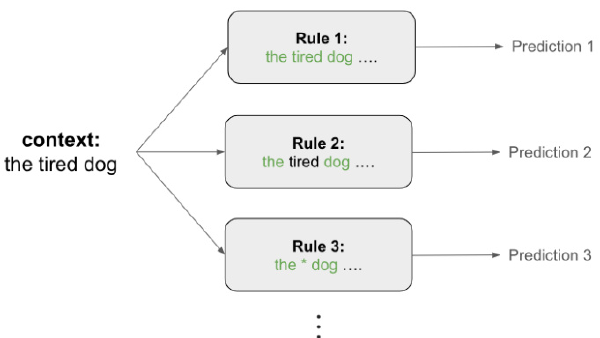 context:
the tired dog
Rule 1:
the tired dog ....
Prediction 1
Rule 2:
the tired dog ....
Prediction 2
Rule 3:
the * dog ....
Prediction 3